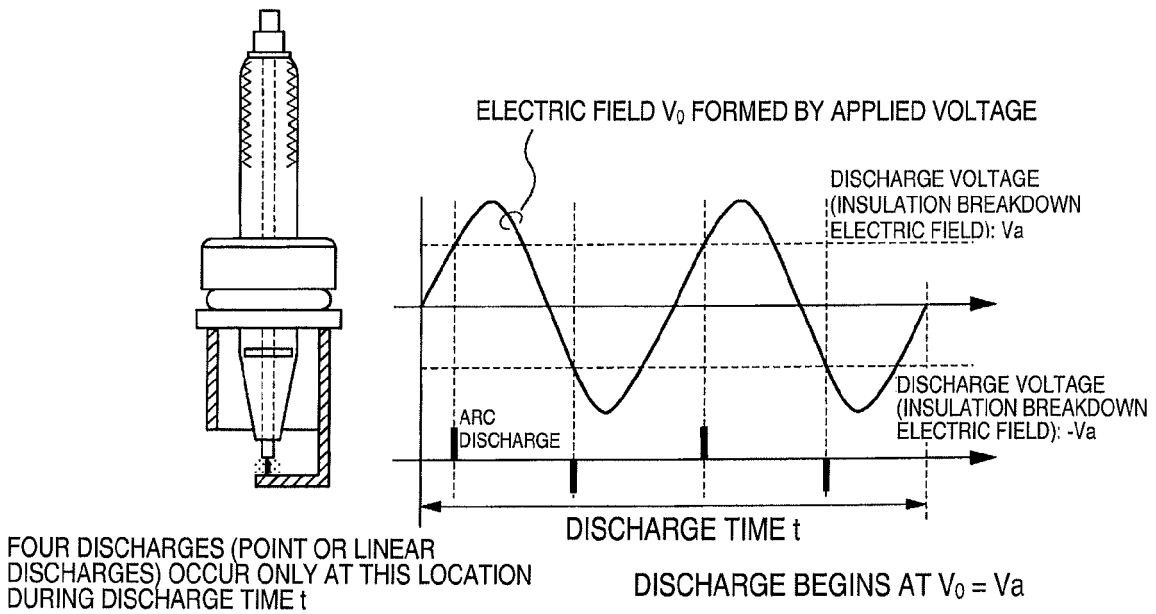 ELECTRIC FIELD V₀ FORMED BY APPLIED VOLTAGE
DISCHARGE VOLTAGE
(INSULATION BREAKDOWN
ELECTRIC FIELD): Va
DISCHARGE VOLTAGE
(INSULATION BREAKDOWN
ELECTRIC FIELD): -Va
ARC
DISCHARGE
DISCHARGE TIME t
FOUR DISCHARGES (POINT OR LINEAR
DISCHARGES) OCCUR ONLY AT THIS LOCATION
DURING DISCHARGE TIME t
DISCHARGE BEGINS AT V₀ = Va